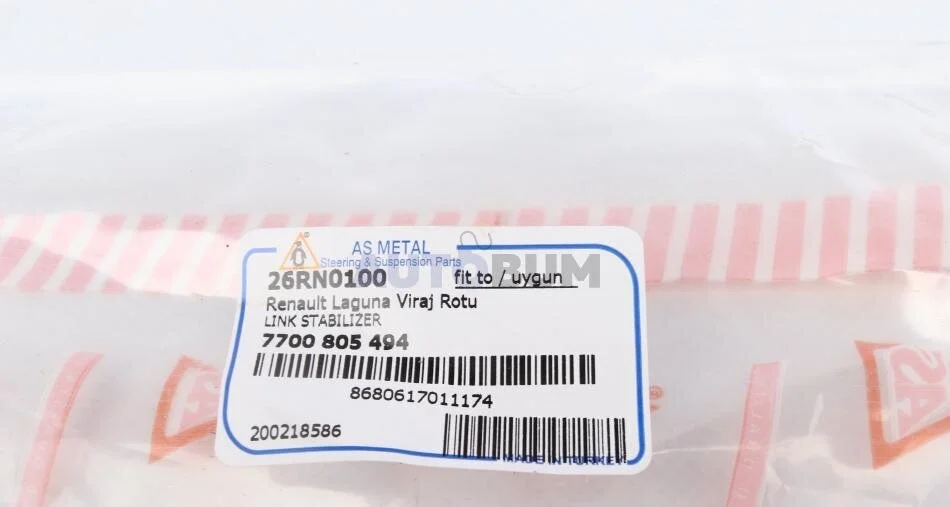 AS METAL
Steering & Suspension Parts
AUTORUM
26RN0100 fit to / uygun
Renault Laguna Viraj Rotu
LINK STABILIZER
7700 805 494
8680617011174
200218586
MADE IN TURKEY